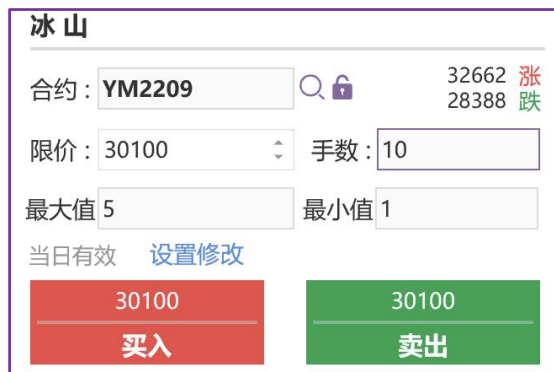 冰山
合约：YM2209 32662 涨
28388 跌
限价：30100 手数：10
最大值 5 最小值 1
当日有效 设置修改
30100 30100
买入 卖出